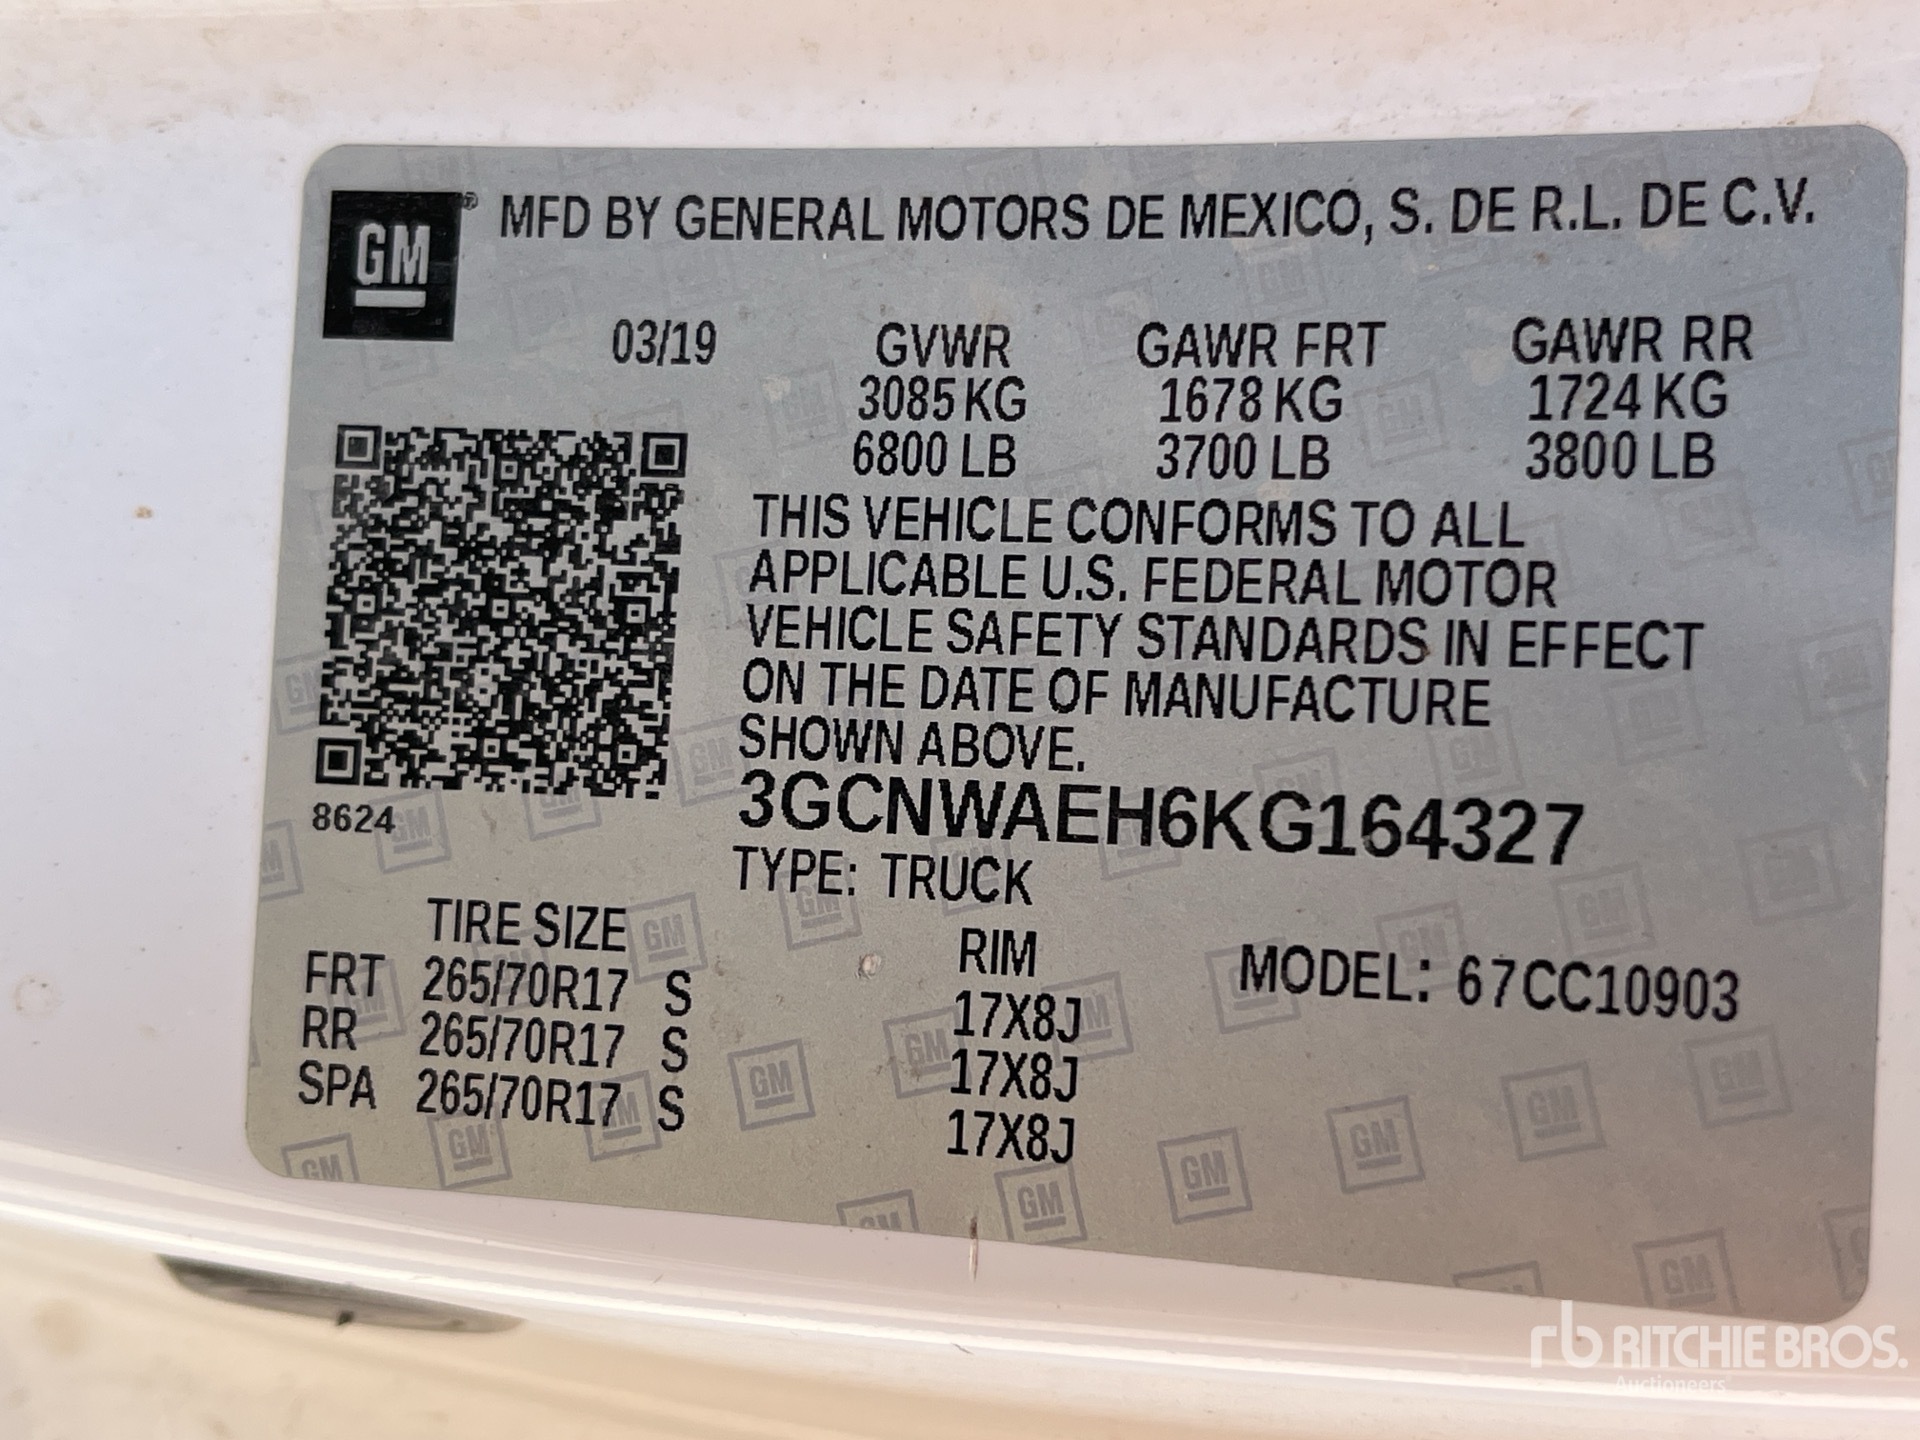 GM® MFD BY GENERAL MOTORS DE MEXICO, S. DE R.L. DE C.V.
03/19 GVWR GAWR FRT GAWR RR
3085 KG 1678 KG 1724 KG
6800 LB 3700 LB 3800 LB
THIS VEHICLE CONFORMS TO ALL
APPLICABLE U.S. FEDERAL MOTOR
VEHICLE SAFETY STANDARDS IN EFFECT
ON THE DATE OF MANUFACTURE
SHOWN ABOVE.
3GCNWAEH6KG164327
8624
TYPE: TRUCK
TIRE SIZE RIM MODEL: 67CC10903
FRT 265/70R17 S 17X8J
RR 265/70R17 S 17X8J
SPA 265/70R17 S 17X8J
rb RITCHIE BROS.
Auctioneers